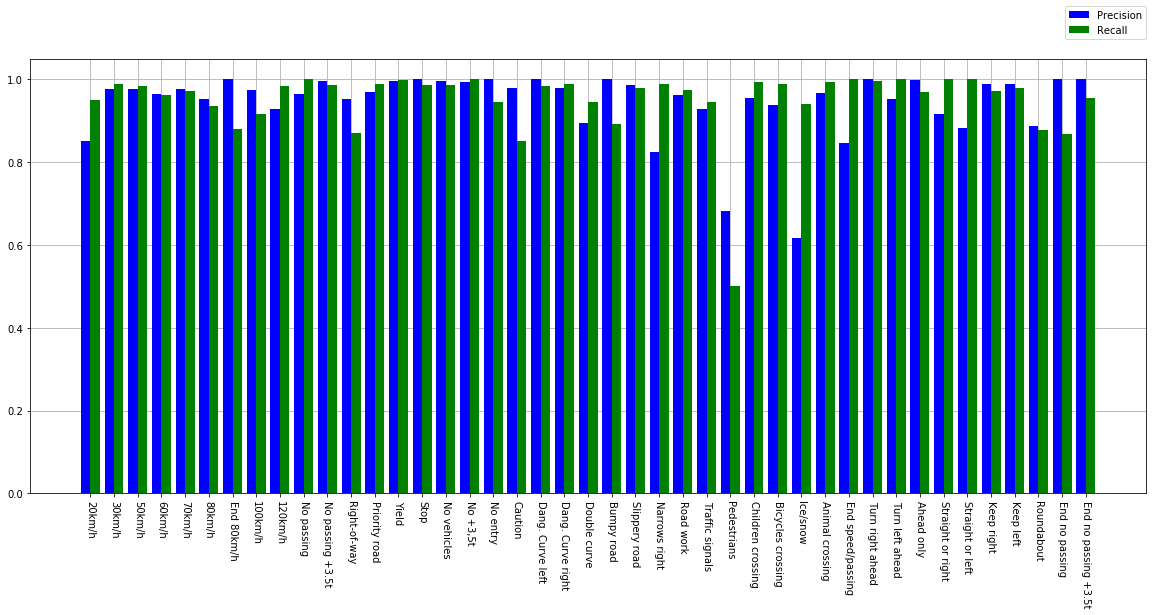 Precision
Recall
1.0
0.8
0.6
0.4
0.2
0.0
20km/h
30km/h
50km/h
60km/h
70km/h
80km/h
End 80km/h
100km/h
120km/h
No passing
No passing +3.5t
Right-of-way
Priority road
Yield
Stop
No vehicles
No +3,5t
No entry
Caution
Dang. Curve left
Dang. Curve right
Double curve
Bumpy road
Slippery road
Narrows right
Road work
Traffic signals
Pedestrians
Children crossing
Bicycles crossing
Ice/snow
Animal crossing
End speed/passing
Turn right ahead
Turn left ahead
Ahead only
Straight or right
Straight or left
Keep right
Keep left
Roundabout
End no passing
End no passing +3.5t